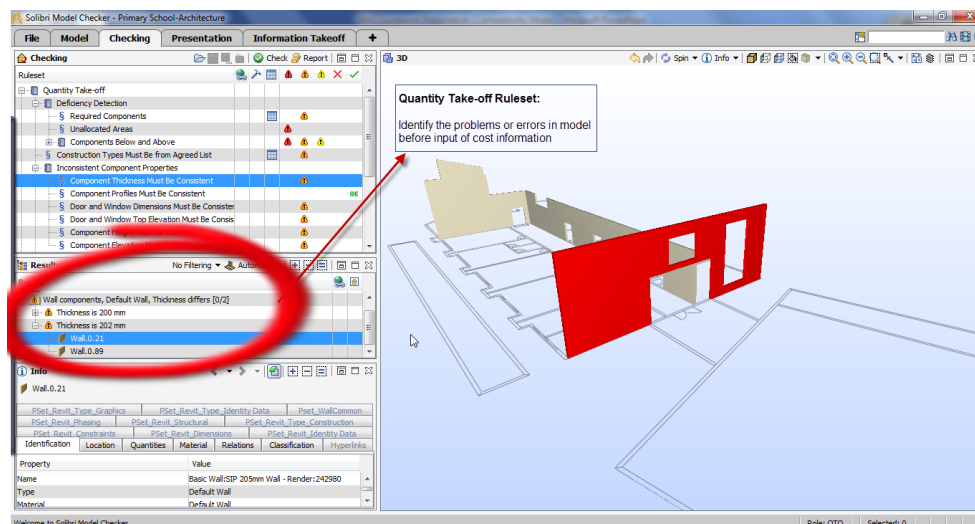 Solibri Model Checker - Primary School-Architecture
File Model Checking Presentation Information Takeoff +
Checking
Check Report
Ruleset
Quantity Take-off
Deficiency Detection
§ Required Components
§ Unallocated Areas
Components Below and Above
§ Construction Types Must Be from Agreed List
Inconsistent Component Properties
§ Component Thickness Must Be Consistent
§ Component Profiles Must Be Consistent OK
§ Door and Window Dimensions Must Be Consister
§ Door and Window Top Elevation Must Be Consis
§ Component
§ Component
No Filtering
Wall components, Default Wall, Thickness differs [0/2]
Thickness is 200 mm
Thickness is 202 mm
Wall.0.21
Wall.0.89
Info
Wall.0.21
PSet_Revit_Type_Graphics PSet_Revit_Type_Identity Data Pset_WallCommon
PSet_Revit_Phasing PSet_Revit_Structural PSet_Revit_Type_Construction
PSet_Revit_Constraints PSet_Revit_Dimensions PSet_Revit_Identity Data
Identification Location Quantities Material Relations Classification Hyperlinks
Property Value
Name Basic Wall:SIP 205mm Wall - Render:242980
Type Default Wall
Material Default Wall
3D
Spin Info
Quantity Take-off Ruleset:
Identify the problems or errors in model
before input of cost information
Welcome to Solibri Model Checker Role: QTO Selected: 0